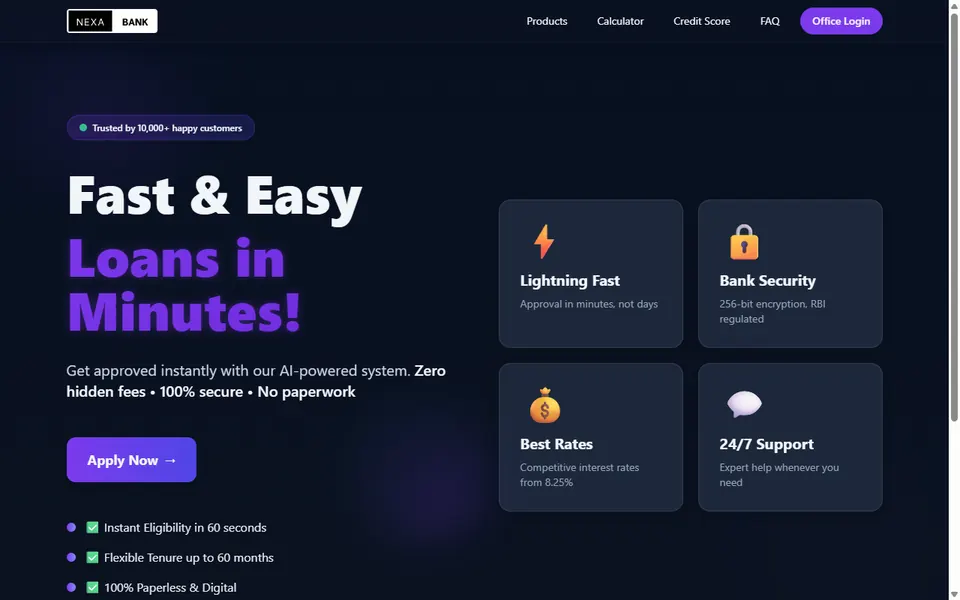 NEXA BANK
Products
Calculator
Credit Score
FAQ
Office Login
Trusted by 10,000+ happy customers
Fast & Easy
Loans in
Minutes!
Get approved instantly with our AI-powered system. Zero
hidden fees • 100% secure • No paperwork
Apply Now →
✅ Instant Eligibility in 60 seconds
✅ Flexible Tenure up to 60 months
✅ 100% Paperless & Digital
Lightning Fast
Approval in minutes, not days
Bank Security
256-bit encryption, RBI
regulated
Best Rates
Competitive interest rates
from 8.25%
24/7 Support
Expert help whenever you
need